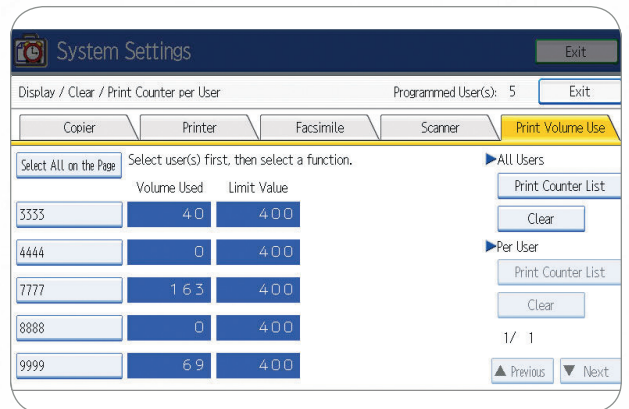 System Settings
Exit
Display / Clear / Print Counter per User
Programmed User(s): 5
Exit
Copier
Printer
Facsimile
Scanner
Print Volume Use
Select All on the Page
Select user(s) first, then select a function.
Volume Used Limit Value
3333 40 400
4444 0 400
7777 163 400
8888 0 400
9999 69 400
▶All Users
Print Counter List
Clear
▶Per User
Print Counter List
Clear
1/ 1
▲ Previous ▼ Next